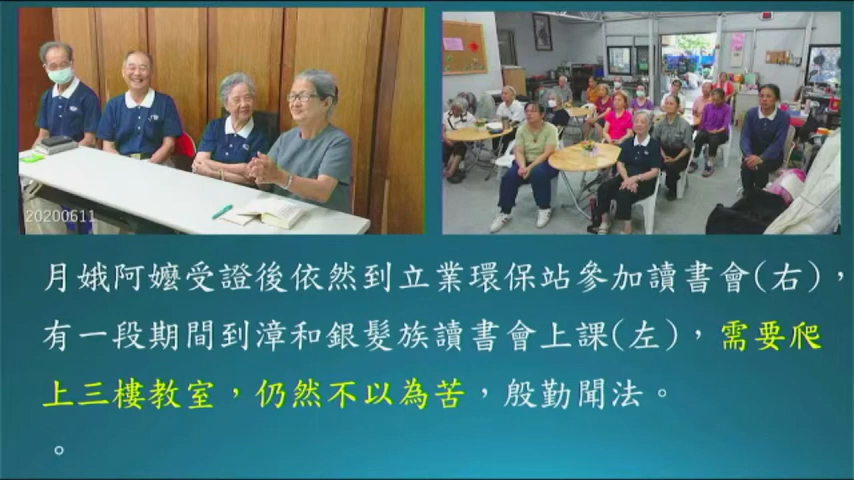 20200611
月娥阿嬤受證後依然到立業環保站參加讀書會(右)，
有一段期間到漳和銀髮族讀書會上課(左)，需要爬
上三樓教室，仍然不以為苦，殷勤聞法。
。